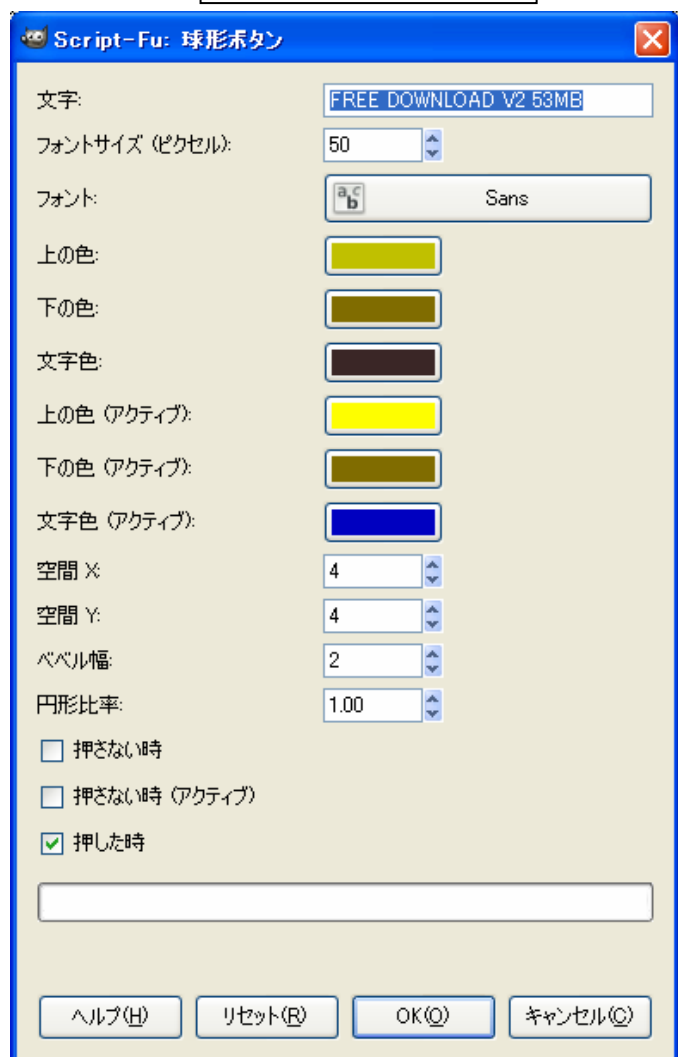 Script-Fu: 球形ボタン
文字: FREE DOWNLOAD V2 53MB
フォントサイズ (ピクセル): 50
フォント: abc Sans
上の色:
下の色:
文字色:
上の色 (アクティブ):
下の色 (アクティブ):
文字色 (アクティブ):
空間 X: 4
空間 Y: 4
ベベル幅: 2
円形比率: 1.00
押さない時
押さない時 (アクティブ)
押した時
ヘルプ(H) リセット(R) OK(O) キャンセル(C)